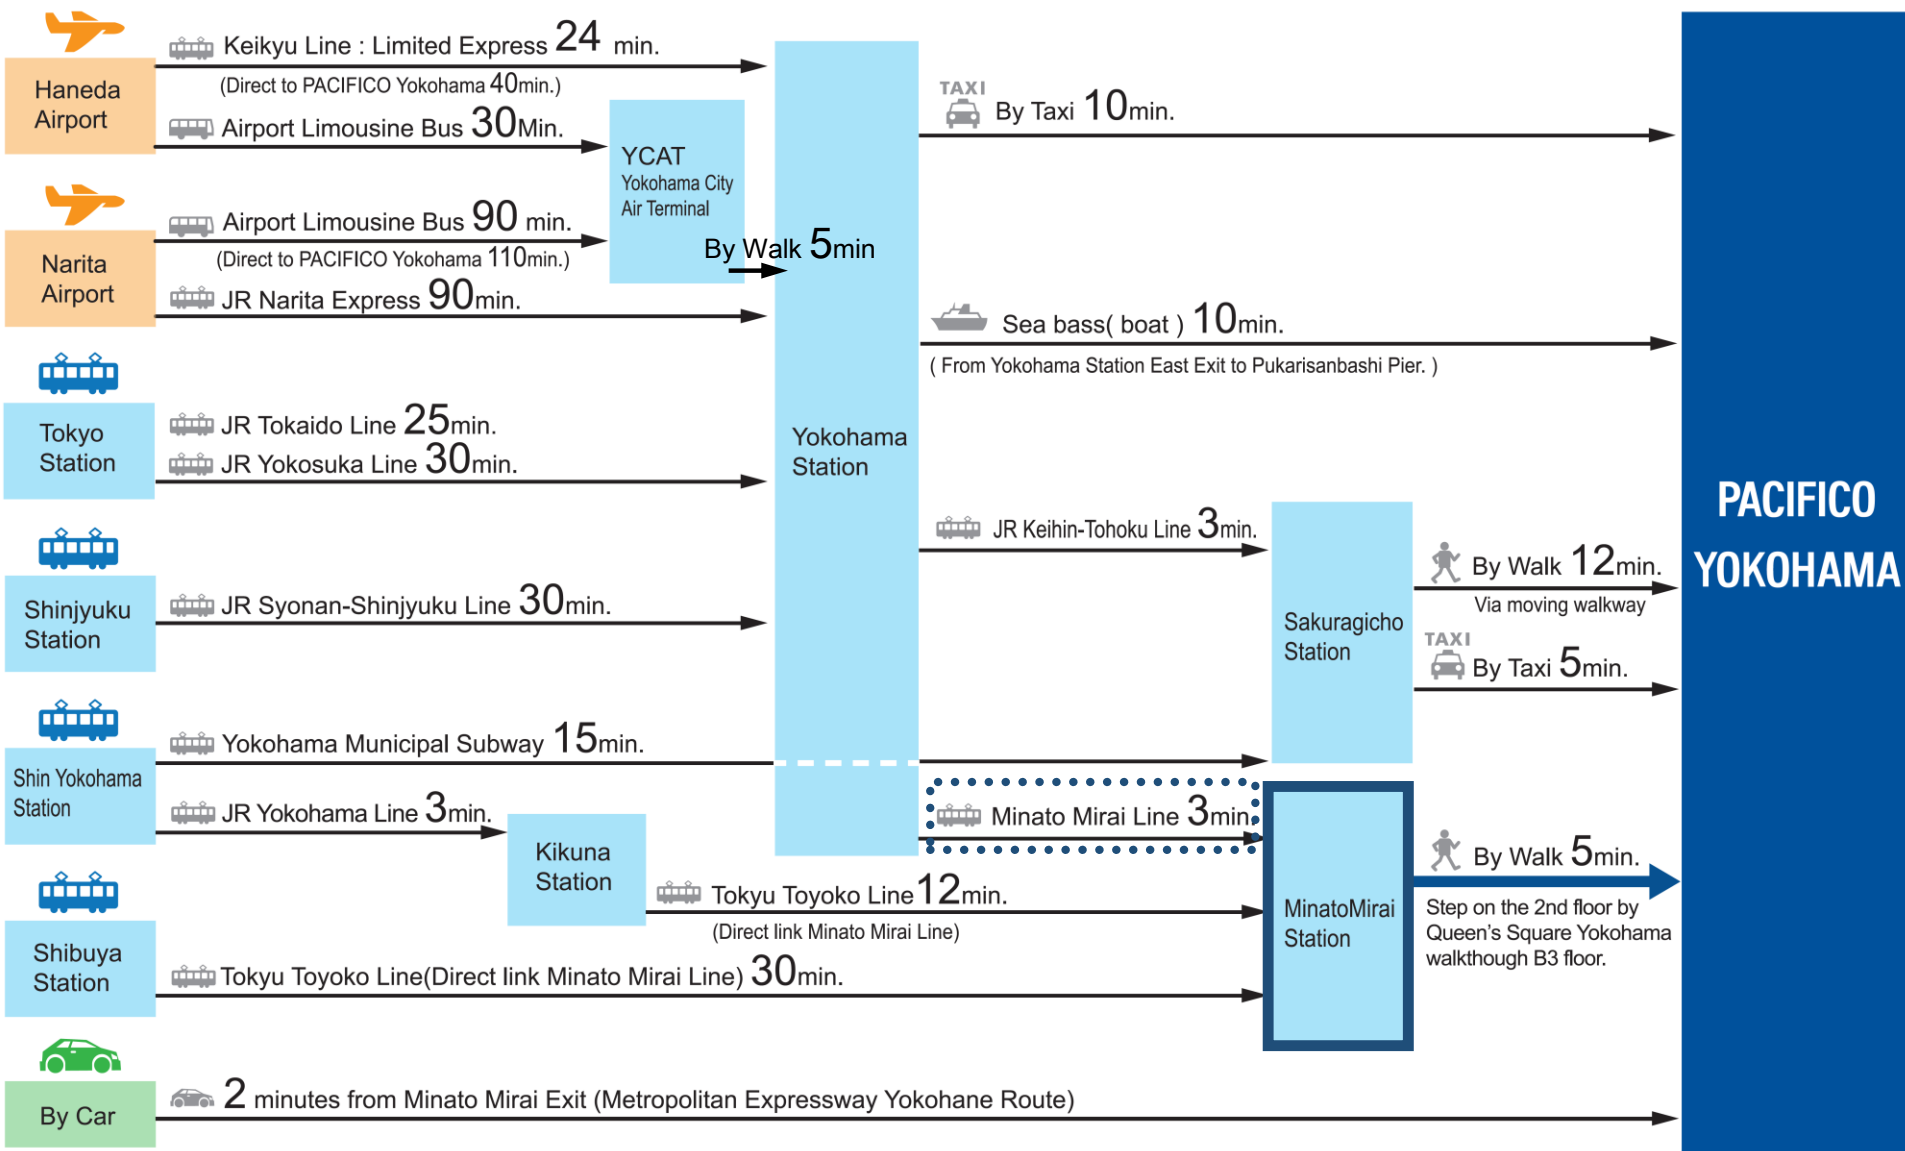 Haneda
Airport
Keikyu Line : Limited Express 24 min.
(Direct to PACIFICO Yokohama 40min.)
Airport Limousine Bus 30Min.
Narita
Airport
Airport Limousine Bus 90 min.
(Direct to PACIFICO Yokohama 110min.)
JR Narita Express 90min.
YCAT
Yokohama City
Air Terminal
By Walk 5min
Tokyo
Station
JR Tokaido Line 25min.
JR Yokosuka Line 30min.
Shinjyuku
Station
JR Syonan-Shinjyuku Line 30min.
Shin Yokohama
Station
Yokohama Municipal Subway 15min.
JR Yokohama Line 3min.
Kikuna
Station
Tokyu Toyoko Line 12min.
(Direct link Minato Mirai Line)
Shibuya
Station
Tokyu Toyoko Line(Direct link Minato Mirai Line) 30min.
By Car
2 minutes from Minato Mirai Exit (Metropolitan Expressway Yokohane Route)
Yokohama
Station
TAXI
By Taxi 10min.
Sea bass( boat ) 10min.
( From Yokohama Station East Exit to Pukarisanbashi Pier. )
JR Keihin-Tohoku Line 3min.
Minato Mirai Line 3min.
Sakuragicho
Station
By Walk 12min.
Via moving walkway
TAXI
By Taxi 5min.
MinatoMirai
Station
By Walk 5min.
Step on the 2nd floor by
Queen's Square Yokohama
walkthough B3 floor.
PACIFICO
YOKOHAMA